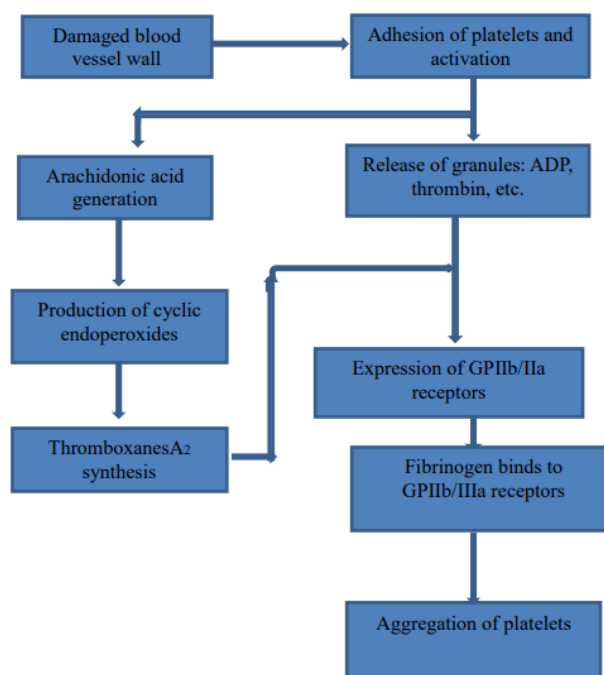 Damaged blood
vessel wall
Adhesion of platelets and
activation
Arachidonic acid
generation
Release of granules: ADP,
thrombin, etc.
Production of cyclic
endoperoxides
Expression of GPIIb/IIa
receptors
ThromboxanesA2
synthesis
Fibrinogen binds to
GPIIb/IIIa receptors
Aggregation of platelets